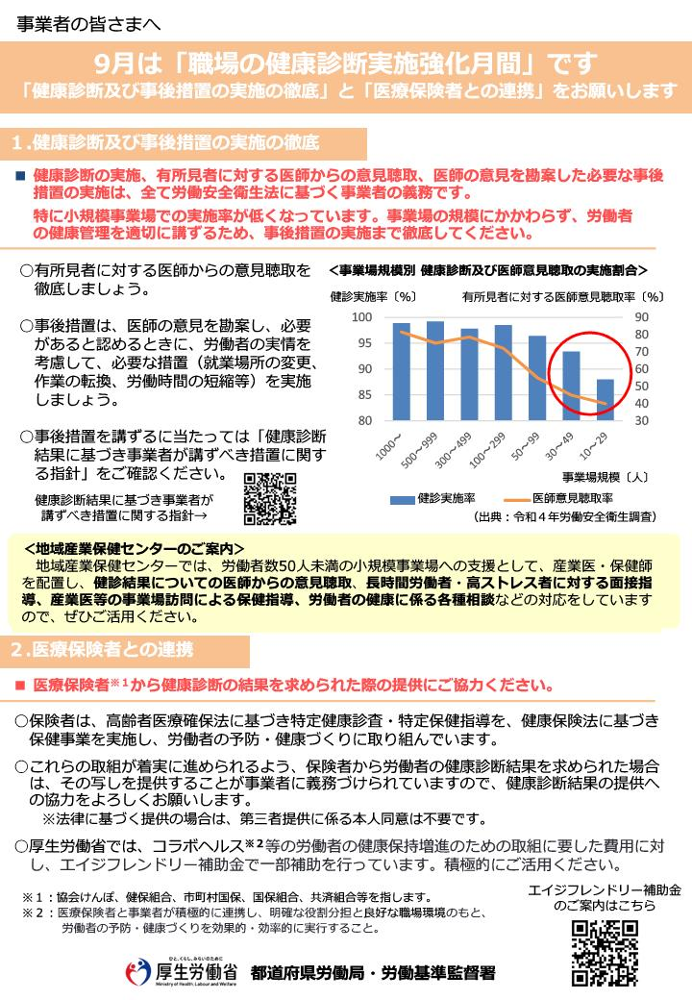 事業者の皆さまへ
9月は「職場の健康診断実施強化月間」です
「健康診断及び事後措置の実施の徹底」と「医療保険者との連携」をお願いします
１.健康診断及び事後措置の実施の徹底
■ 健康診断の実施、有所見者に対する医師からの意見聴取、医師の意見を勘案した必要な事後
措置の実施は、全て労働安全衛生法に基づく事業者の義務です。
特に小規模事業場での実施率が低くなっています。事業場の規模にかかわらず、労働者
の健康管理を適切に講ずるため、事後措置の実施まで徹底してください。
○有所見者に対する医師からの意見聴取を
徹底しましょう。
○事後措置は、医師の意見を勘案し、必要
があると認めるときに、労働者の実情を
考慮して、必要な措置（就業場所の変更、
作業の転換、労働時間の短縮等）を実施
しましょう。
○事後措置を講ずるに当たっては「健康診断
結果に基づき事業者が講ずべき措置に関す
る指針」をご確認ください。
健康診断結果に基づき事業者が
講ずべき措置に関する指針→
＜事業場規模別 健康診断及び医師意見聴取の実施割合＞
健診実施率〔%〕 有所見者に対する医師意見聴取率〔%〕
100
95
90
85
80
90
80
70
60
50
40
30
1000～
500～999
300～499
100～299
50～99
30～49
10～29
事業場規模〔人〕
健診実施率 医師意見聴取率
（出典：令和４年労働安全衛生調査）
＜地域産業保健センターのご案内＞
地域産業保健センターでは、労働者数50人未満の小規模事業場への支援として、産業医・保健師
を配置し、健診結果についての医師からの意見聴取、長時間労働者・高ストレス者に対する面接指
導、産業医等の事業場訪問による保健指導、労働者の健康に係る各種相談などの対応をしています
ので、ぜひご活用ください。
２.医療保険者との連携
■ 医療保険者※１から健康診断の結果を求められた際の提供にご協力ください。
○保険者は、高齢者医療確保法に基づき特定健康診査・特定保健指導を、健康保険法に基づき
保健事業を実施し、労働者の予防・健康づくりに取り組んでいます。
○これらの取組が着実に進められるよう、保険者から労働者の健康診断結果を求められた場合
は、その写しを提供することが事業者に義務づけられていますので、健康診断結果の提供へ
の協力をよろしくお願いします。
※法律に基づく提供の場合は、第三者提供に係る本人同意は不要です。
○厚生労働省では、コラボヘルス※２等の労働者の健康保持増進のための取組に要した費用に対
し、エイジフレンドリー補助金で一部補助を行っています。積極的にご活用ください。
※１：協会けんぽ、健保組合、市町村国保、国保組合、共済組合等を指します。
※２：医療保険者と事業者が積極的に連携し、明確な役割分担と良好な職場環境のもと、
労働者の予防・健康づくりを効果的・効率的に実行すること。
エイジフレンドリー補助金
のご案内はこちら
ひと、くらし、みらいのために
厚生労働省
Ministry of Health, Labour and Welfare
都道府県労働局・労働基準監督署